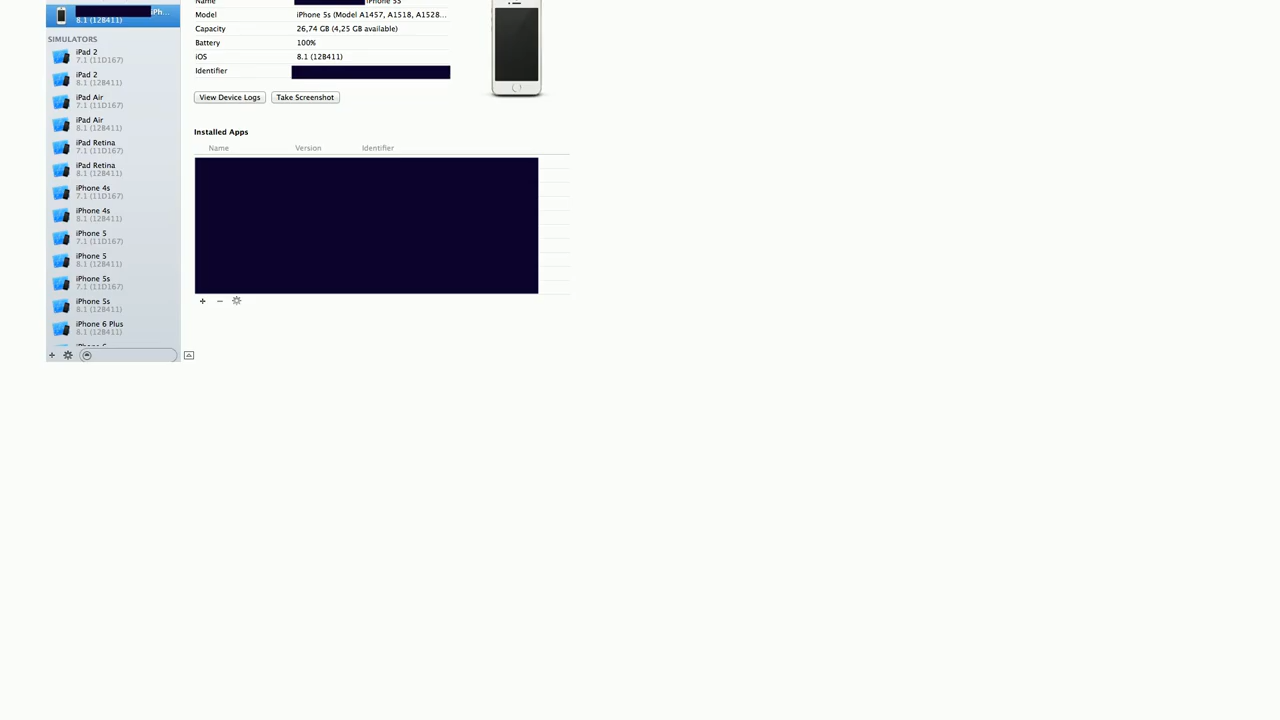 iPh...
8.1 (12B411)
SIMULATORS
iPad 2
7.1 (11D167)
iPad 2
8.1 (12B411)
iPad Air
7.1 (11D167)
iPad Air
8.1 (12B411)
iPad Retina
7.1 (11D167)
iPad Retina
8.1 (12B411)
iPhone 4s
7.1 (11D167)
iPhone 4s
8.1 (12B411)
iPhone 5
7.1 (11D167)
iPhone 5
8.1 (12B411)
iPhone 5s
7.1 (11D167)
iPhone 5s
8.1 (12B411)
iPhone 6 Plus
8.1 (12B411)
Name iPhone 5S
Model iPhone 5s (Model A1457, A1518, A1528...
Capacity 26,74 GB (4,25 GB available)
Battery 100%
iOS 8.1 (12B411)
Identifier
View Device Logs Take Screenshot
Installed Apps
Name Version Identifier